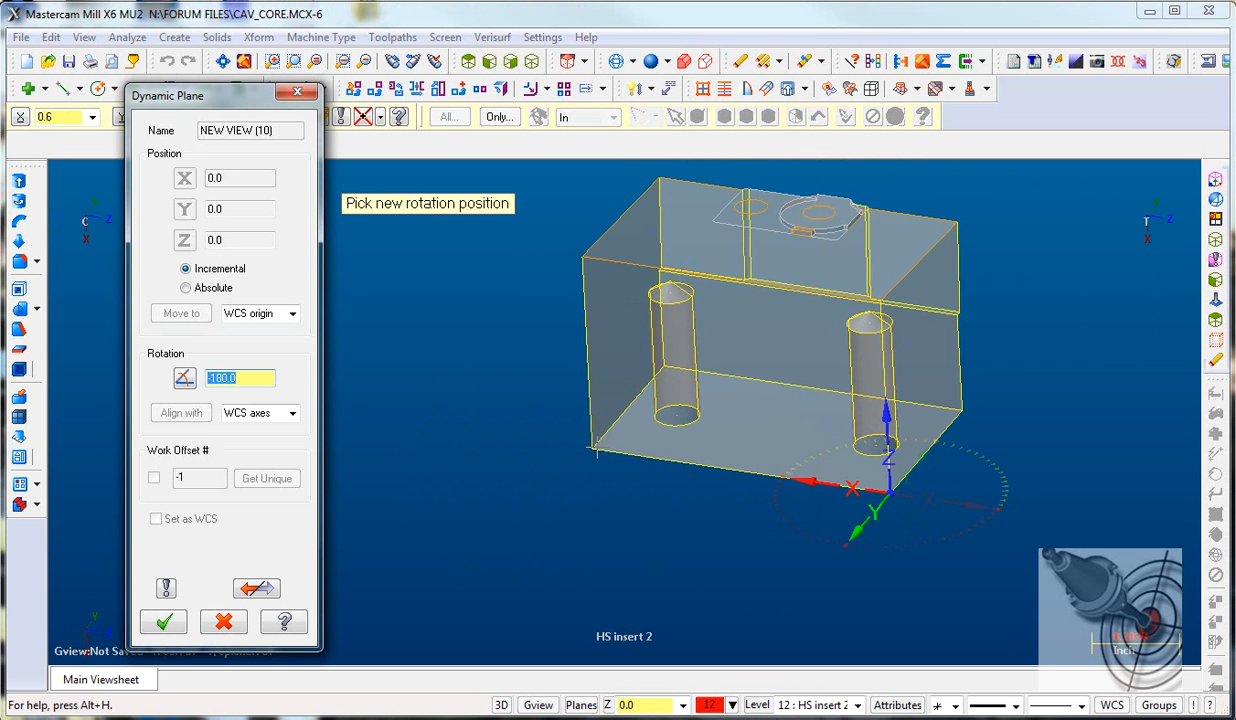 Mastercam Mill X6 MU2 N:\FORUM FILES\CAV_CORE.MCX-6
File Edit View Analyze Create Solids Xform Machine Type Toolpaths Screen Verisurf Settings Help
Dynamic Plane
0.6
All... Only... In
Name NEW VIEW (10)
Position
X 0.0
Y 0.0
Z 0.0
Incremental
Absolute
Move to WCS origin
Rotation
-180.0
Align with WCS axes
Work Offset #
-1 Get Unique
Set as WCS
Pick new rotation position
Z
X
Z
X
Z
X
Y
HS insert 2
Inch
Gview:Not Sav
Main Viewsheet
For help, press Alt+H.
3D Gview Planes Z 0.0 12 Level 12 : HS insert 2 Attributes WCS Groups ! ?